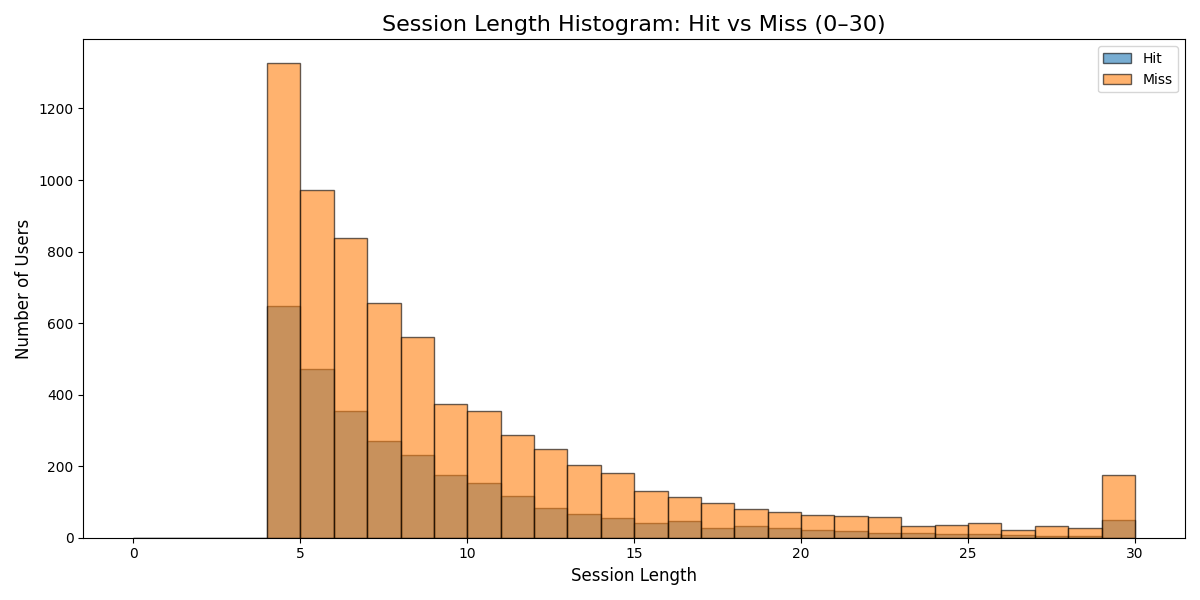 Session Length Histogram: Hit vs Miss (0–30)
Hit
Miss
Number of Users
1200
1000
800
600
400
200
0
0 5 10 15 20 25 30
Session Length